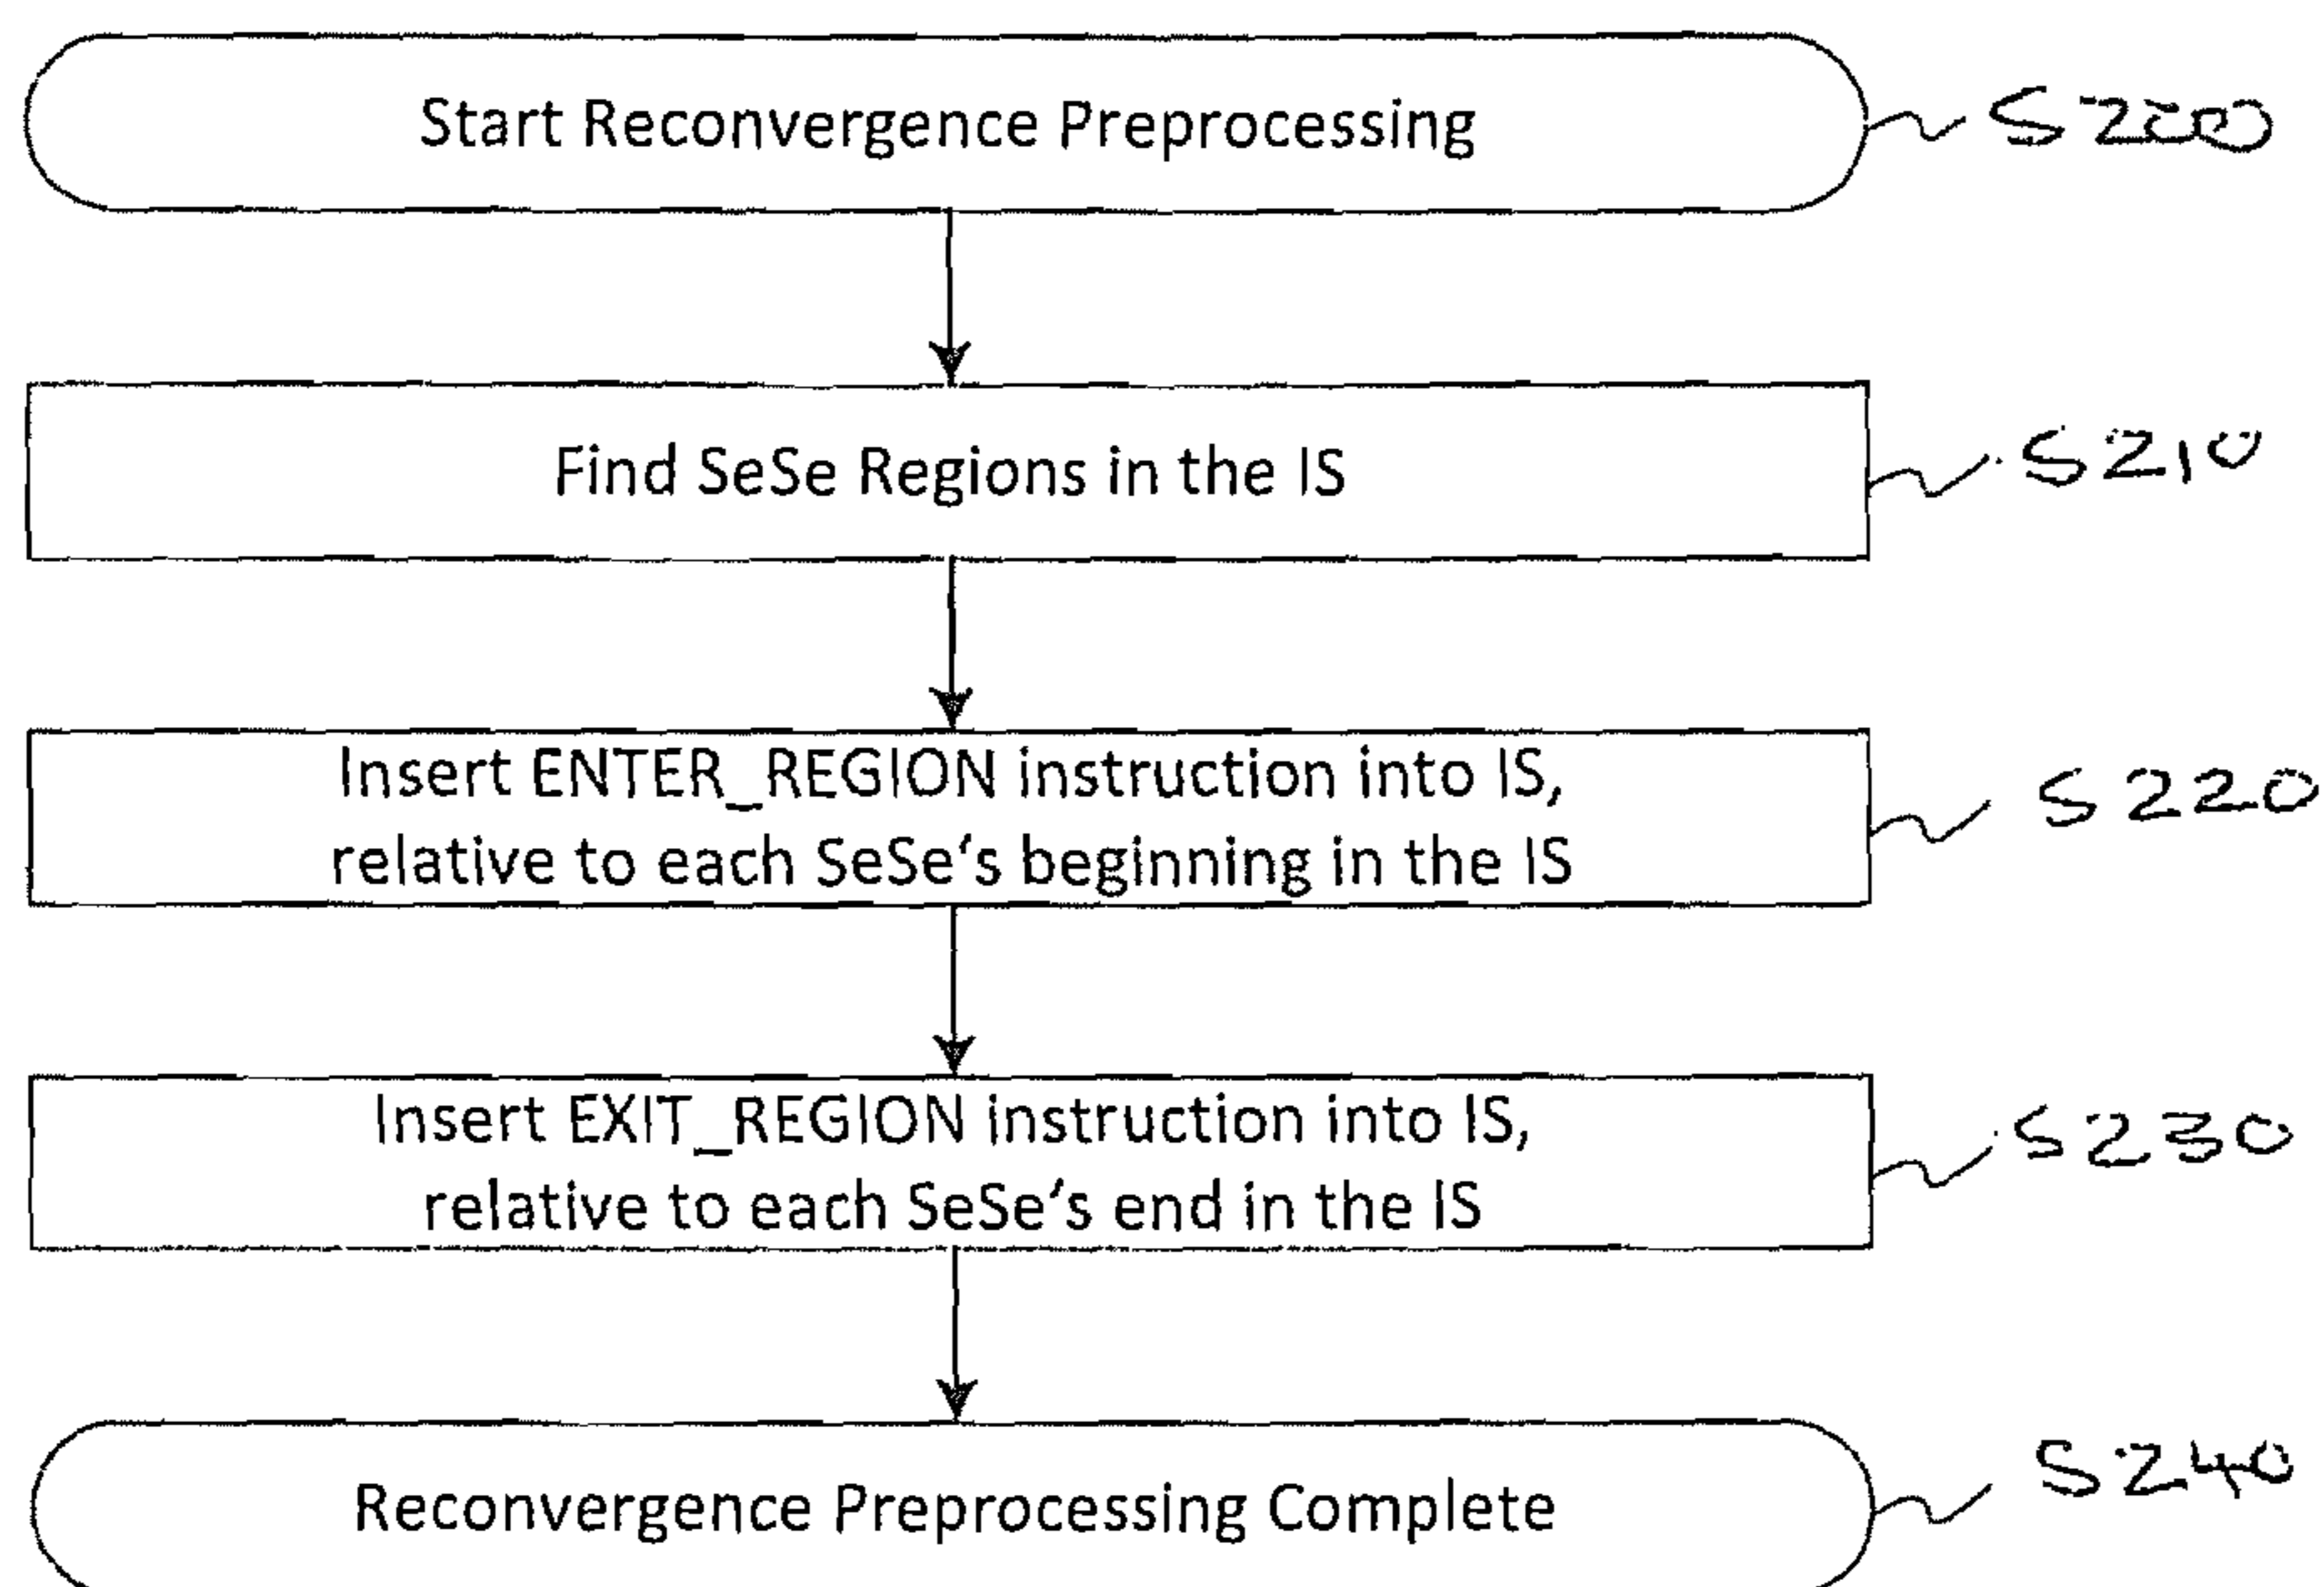 Start Reconvergence Preprocessing
S200
Find SeSe Regions in the IS
S210
Insert ENTER_REGION instruction into IS,
relative to each SeSe's beginning in the IS
S220
Insert EXIT_REGION instruction into IS,
relative to each SeSe's end in the IS
S230
Reconvergence Preprocessing Complete
S240